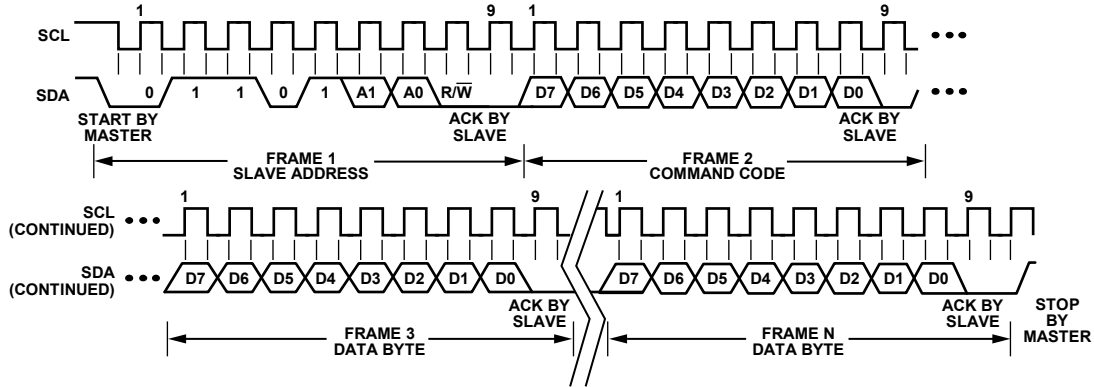 1 9 1 9
SCL
SDA 0 1 1 0 1 A1 A0 R/W̅ D7 D6 D5 D4 D3 D2 D1 D0
START BY MASTER
ACK BY SLAVE
ACK BY SLAVE
FRAME 1
SLAVE ADDRESS
FRAME 2
COMMAND CODE
1 9 1 9
SCL
(CONTINUED)
SDA
(CONTINUED)
D7 D6 D5 D4 D3 D2 D1 D0 D7 D6 D5 D4 D3 D2 D1 D0
ACK BY
SLAVE
ACK BY
SLAVE
STOP
BY
MASTER
FRAME 3
DATA BYTE
FRAME N
DATA BYTE